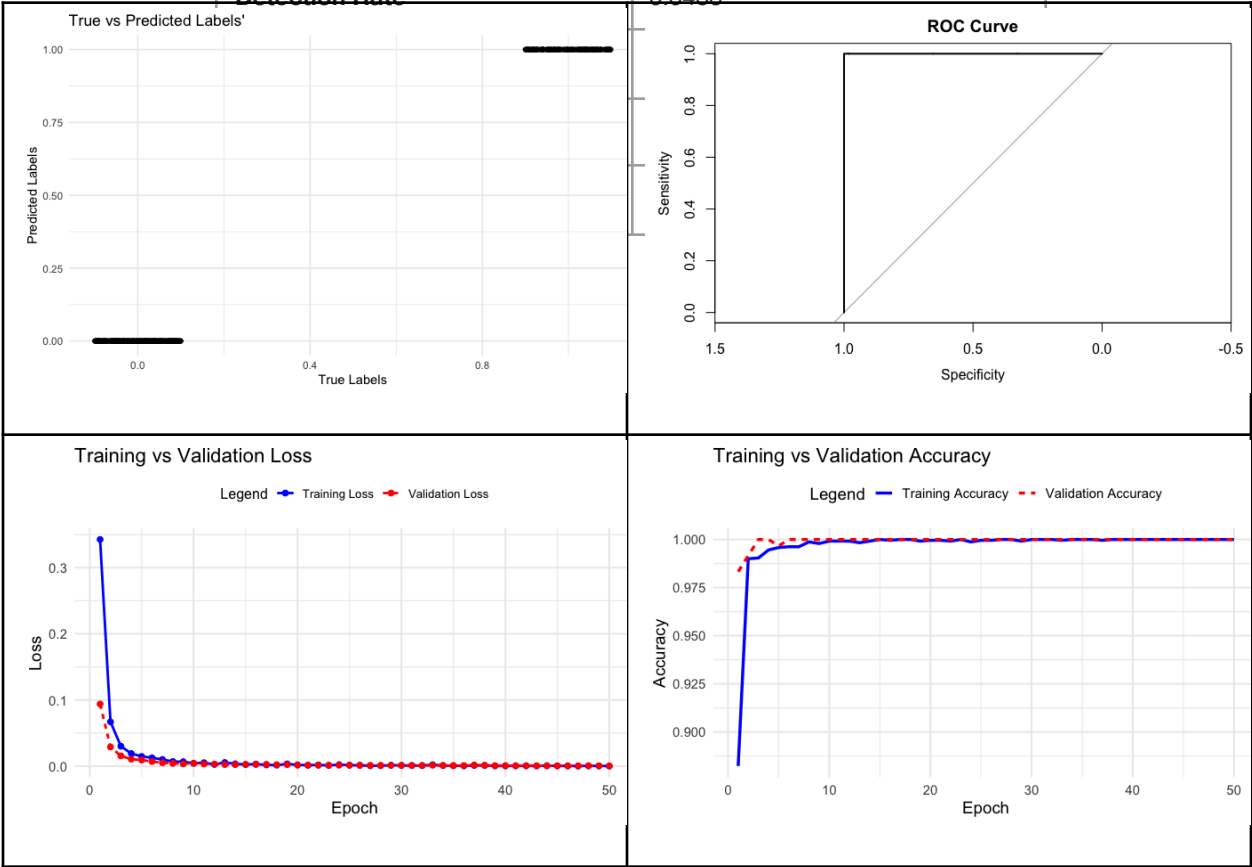 Detection Rate
True vs Predicted Labels'
1.00
0.75
0.50
0.25
0.00
Predicted Labels
0.0 0.4 0.8
True Labels
ROC Curve
1.0
0.8
0.6
0.4
0.2
0.0
Sensitivity
1.5 1.0 0.5 0.0 -0.5
Specificity
Training vs Validation Loss
Legend Training Loss Validation Loss
0.3
0.2
0.1
0.0
Loss
0 10 20 30 40 50
Epoch
Training vs Validation Accuracy
Legend Training Accuracy Validation Accuracy
1.000
0.975
0.950
0.925
0.900
Accuracy
0 10 20 30 40 50
Epoch